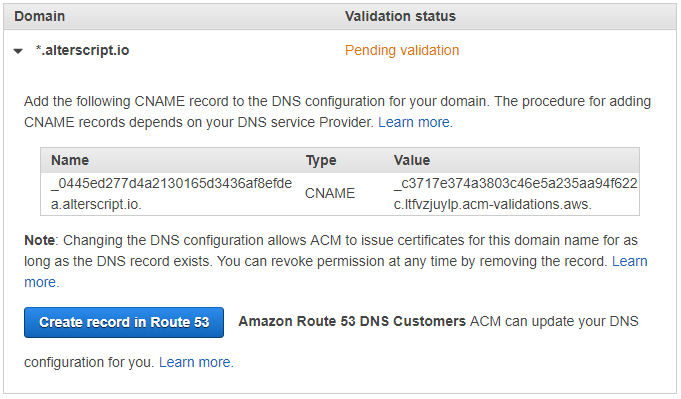 Domain Validation status
*.alterscript.io Pending validation
Add the following CNAME record to the DNS configuration for your domain. The procedure for adding
CNAME records depends on your DNS service Provider. Learn more.
Name Type Value
_0445ed277d4a2130165d3436af8efde _c3717e374a3803c46e5a235aa94f622
CNAME
a.alterscript.io. c.ltfvzjuylp.acm-validations.aws.
Note: Changing the DNS configuration allows ACM to issue certificates for this domain name for as
long as the DNS record exists. You can revoke permission at any time by removing the record. Learn
more.
Create record in Route 53 Amazon Route 53 DNS Customers ACM can update your DNS
configuration for you. Learn more.